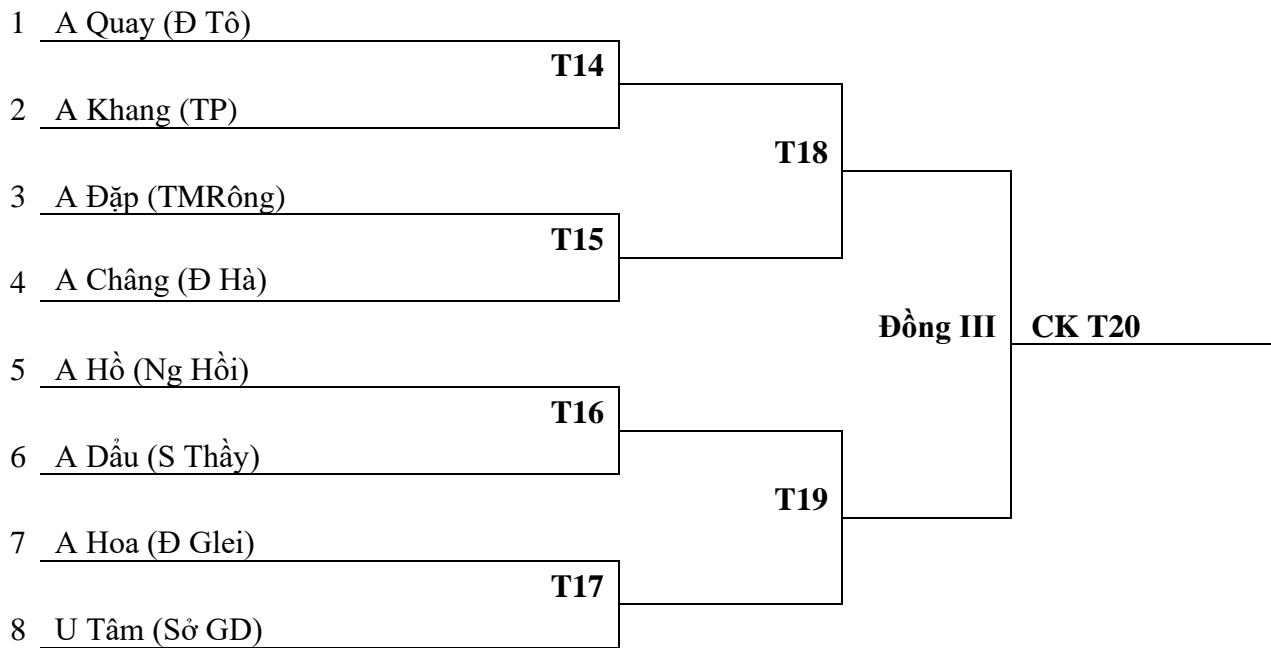 1 A Quay (Đ Tô)
T14
2 A Khang (TP)
T18
3 A Đặp (TMRông)
T15
4 A Châng (Đ Hà)
Đồng III CK T20
5 A Hồ (Ng Hồi)
T16
6 A Dẩu (S Thầy)
T19
7 A Hoa (Đ Glei)
T17
8 U Tâm (Sở GD)